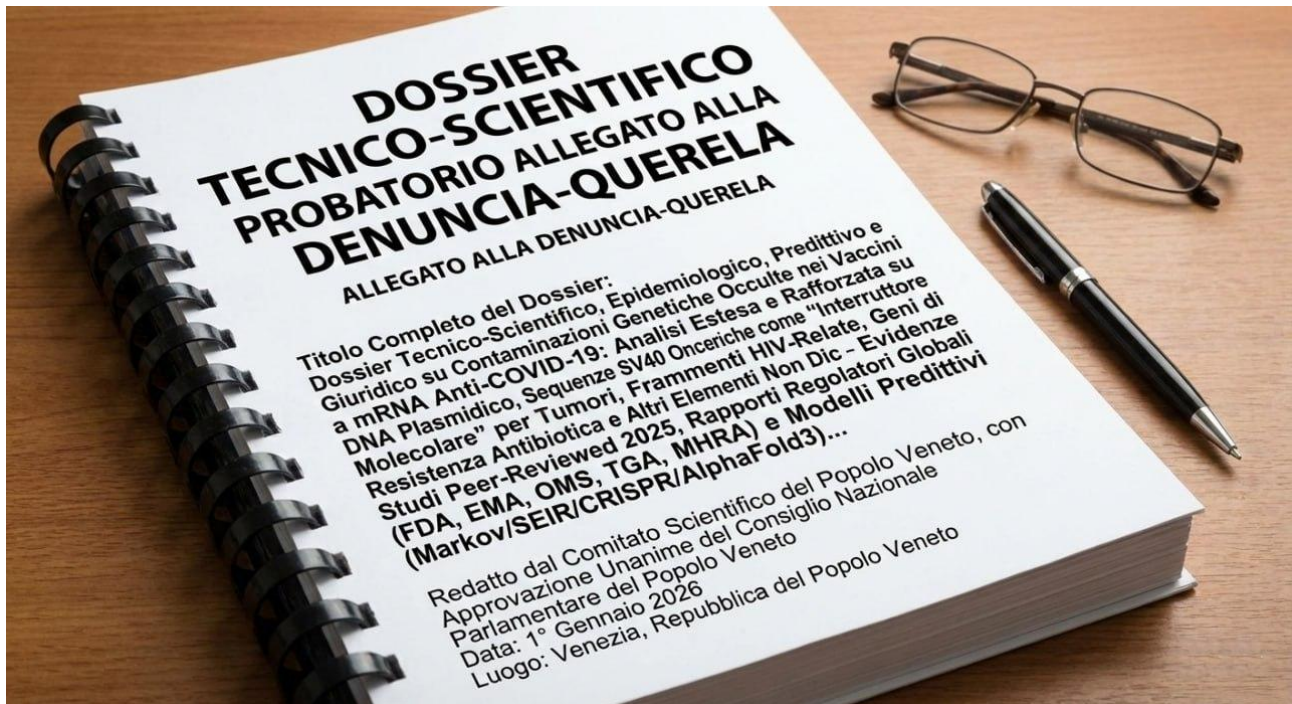 DOSSIER
TECNICO-SCIENTIFICO
PROBATORIO ALLEGATO ALLA
DENUNCIA-QUERELA
ALLEGATO ALLA DENUNCIA-QUERELA
Titolo Completo del Dossier:
Dossier Tecnico-Scientifico, Epidemiologico, Predittivo e
Giuridico su Contaminazioni Genetiche Occulte nei Vaccini
a mRNA Anti-COVID-19: Analisi Estesa e Rafforzata su
DNA Plasmidico, Sequenze SV40 Onceriche come "Interruttore
Molecolare" per Tumori, Frammenti HIV-Relate, Geni di
Resistenza Antibiotica e Altri Elementi Non Dic – Evidenze
Studi Peer-Reviewed 2025, Rapporti Regolatori Globali
(FDA, EMA, OMS, TGA, MHRA) e Modelli Predittivi
(Markov/SEIR/CRISPR/AlphaFold3)...
Redatto dal Comitato Scientifico del Popolo Veneto, con
Approvazione Unanime del Consiglio Nazionale
Parlamentare del Popolo Veneto
Data: 1° Gennaio 2026
Luogo: Venezia, Repubblica del Popolo Veneto